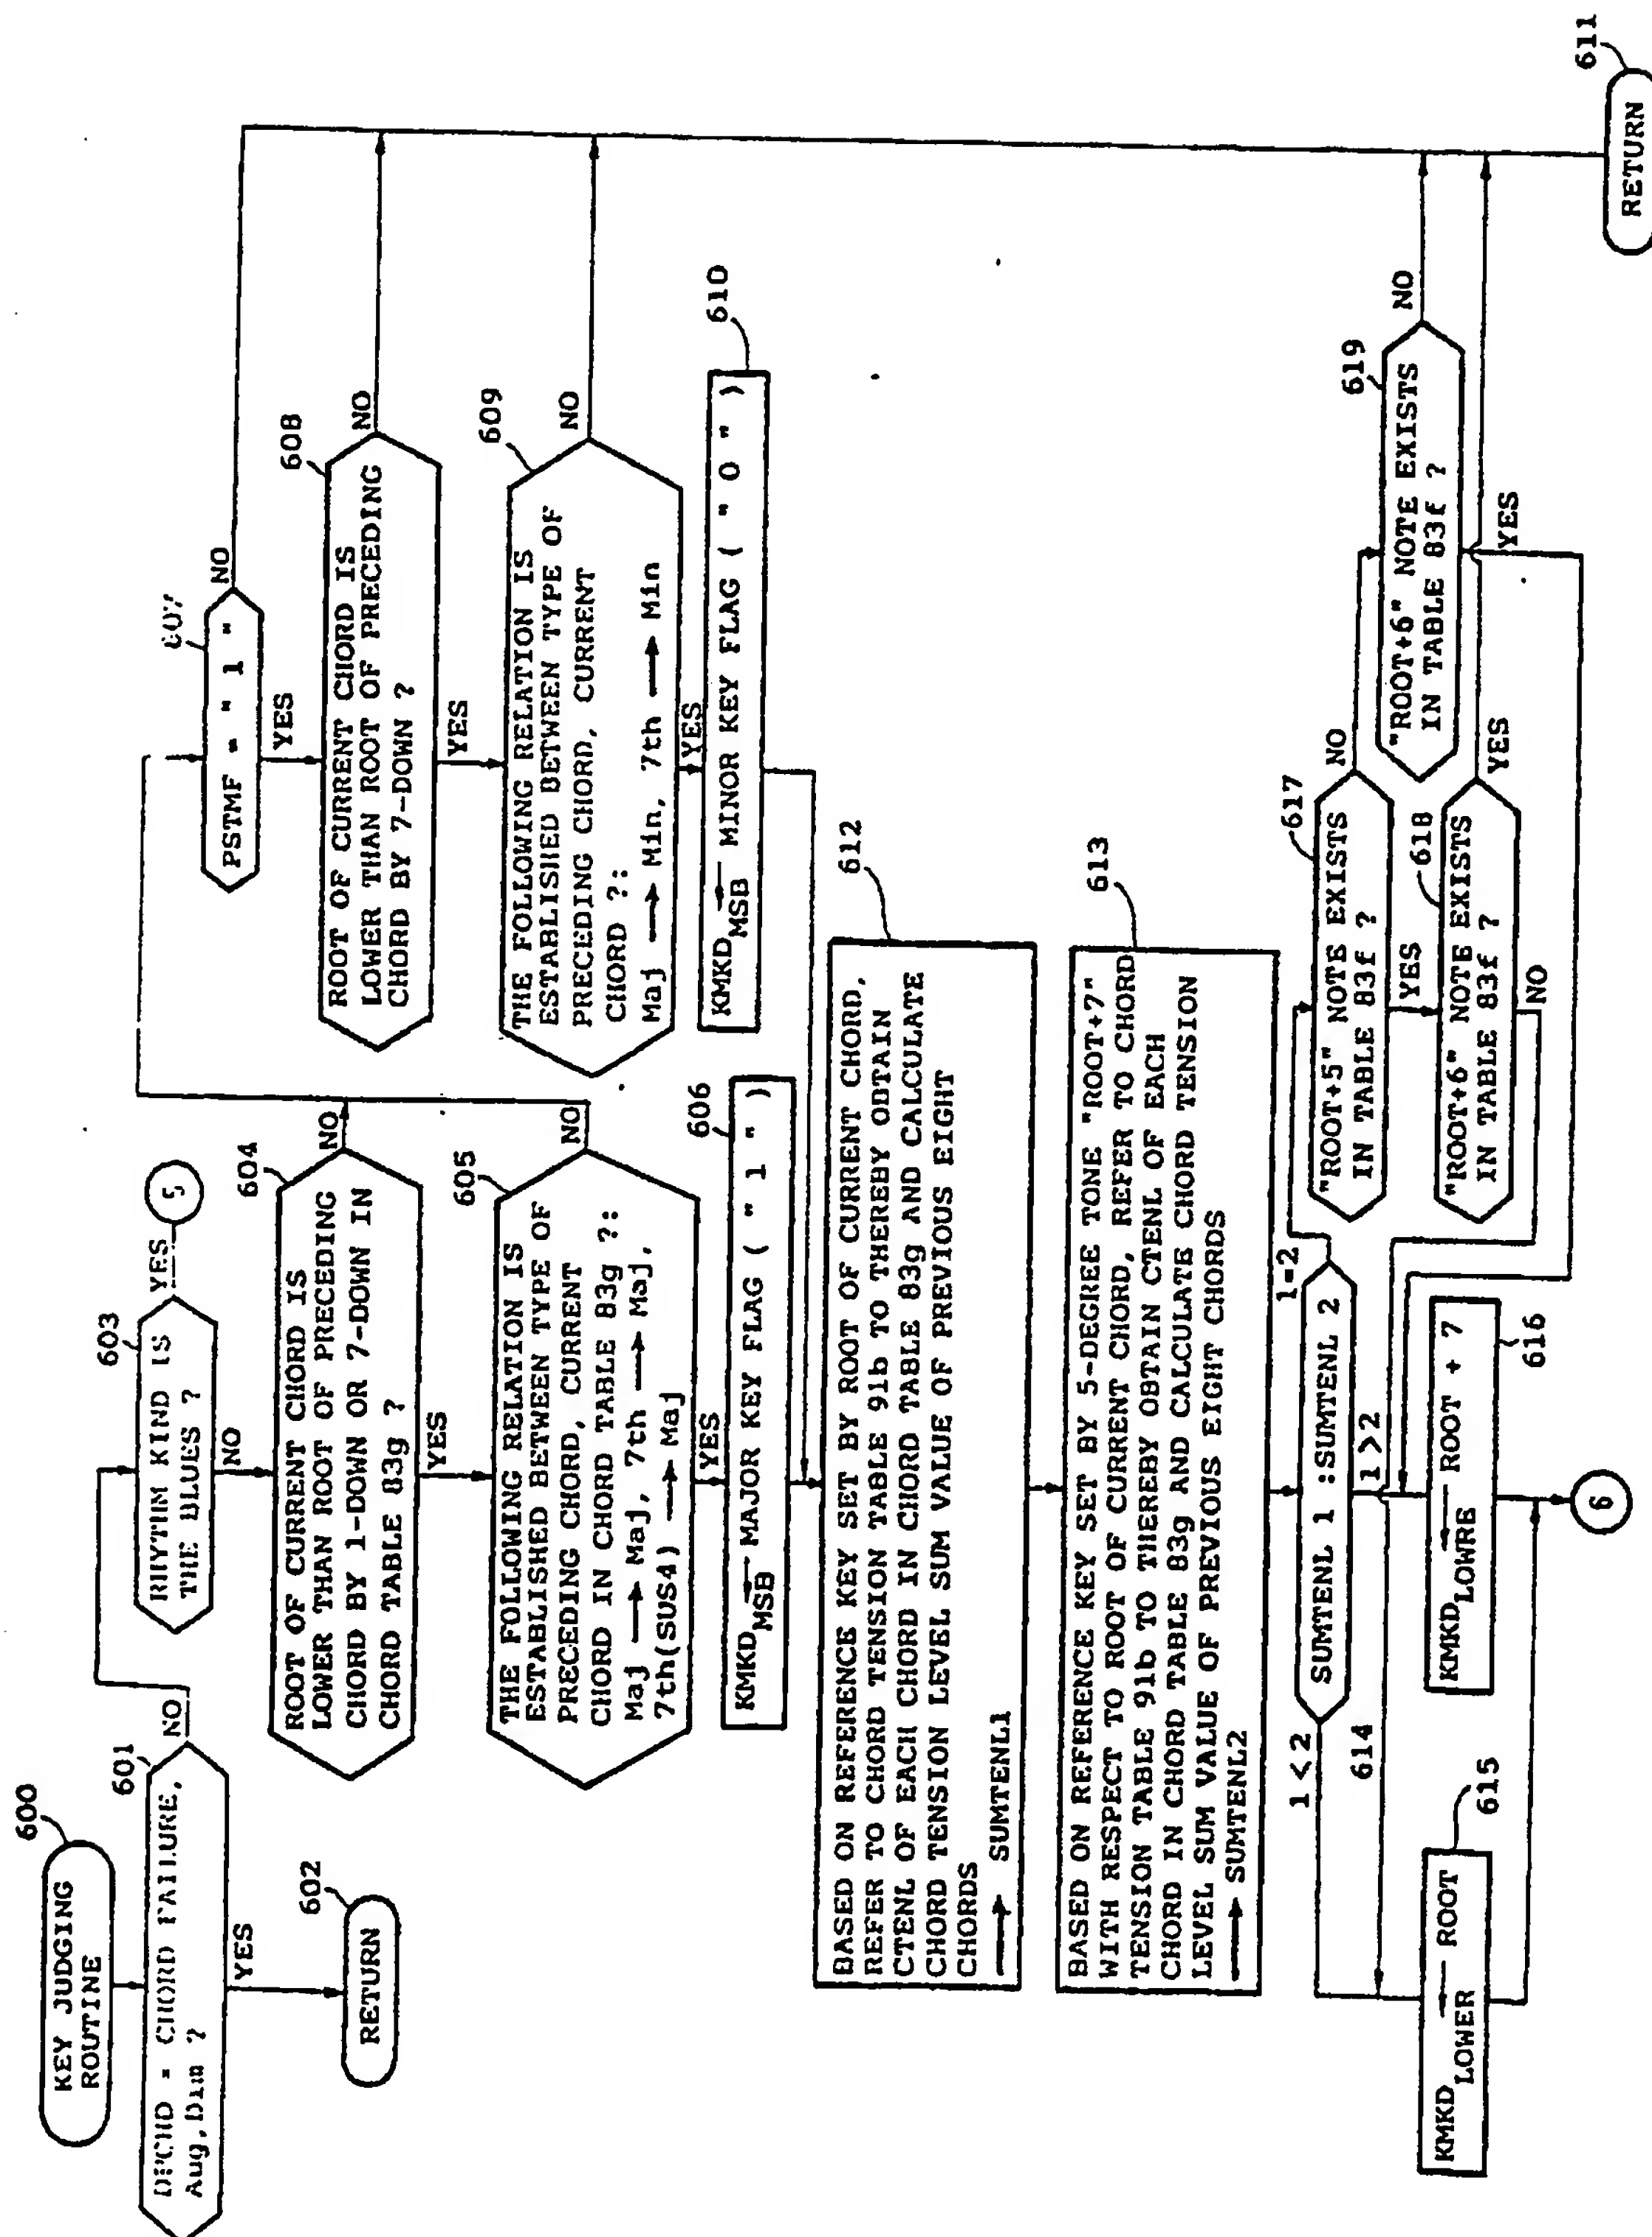 KEY JUDGING
ROUTINE
600
DPCHD = CHORD FAILURE,
Aug, Dim ?
601
NO
YES
602
RETURN
RHYTHM KIND IS
THE BLUES ?
603
YES
5
NO
ROOT OF CURRENT CHORD IS
LOWER THAN ROOT OF PRECEDING
CHORD BY 1-DOWN OR 7-DOWN IN
CHORD TABLE 83g ?
604
NO
YES
THE FOLLOWING RELATION IS
ESTABLISHED BETWEEN TYPE OF
PRECEDING CHORD, CURRENT
CHORD IN CHORD TABLE 83g ?:
Maj → Maj, 7th → Maj,
7th(SUS4) → Maj
605
NO
YES
KMKD MSB ← MAJOR KEY FLAG ( " 1 " )
606
PSTMF = " 1 "
607
NO
YES
ROOT OF CURRENT CHORD IS
LOWER THAN ROOT OF PRECEDING
CHORD BY 7-DOWN ?
608
NO
YES
THE FOLLOWING RELATION IS
ESTABLISHED BETWEEN TYPE OF
PRECEDING CHORD, CURRENT
CHORD ?:
Maj → Min, 7th → Min
609
NO
YES
KMKD MSB ← MINOR KEY FLAG ( " 0 " )
610
RETURN
611
BASED ON REFERENCE KEY SET BY ROOT OF CURRENT CHORD,
REFER TO CHORD TENSION TABLE 91b TO THEREBY OBTAIN
CTENL OF EACH CHORD IN CHORD TABLE 83g AND CALCULATE
CHORD TENSION LEVEL SUM VALUE OF PREVIOUS EIGHT
CHORDS
→ SUMTENL1
612
BASED ON REFERENCE KEY SET BY 5-DEGREE TONE "ROOT+7"
WITH RESPECT TO ROOT OF CURRENT CHORD, REFER TO CHORD
TENSION TABLE 91b TO THEREBY OBTAIN CTENL OF EACH
CHORD IN CHORD TABLE 83g AND CALCULATE CHORD TENSION
LEVEL SUM VALUE OF PREVIOUS EIGHT CHORDS
→ SUMTENL2
613
SUMTENL 1 :SUMTENL 2
1=2
1<2
1>2
614
KMKD LOWER ← ROOT
615
KMKD LOWRE ← ROOT + 7
616
6
"ROOT+5" NOTE EXISTS
IN TABLE 83f ?
617
NO
YES
"ROOT+6" NOTE EXISTS
IN TABLE 83f ?
618
YES
NO
"ROOT+6" NOTE EXISTS
IN TABLE 83f ?
619
NO
YES